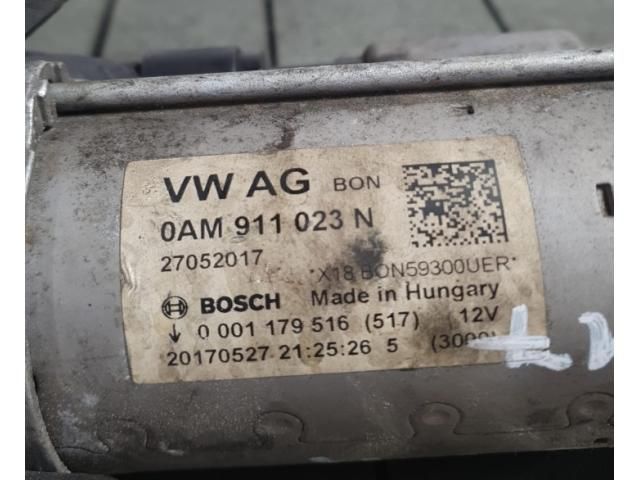 VW AG BON
0AM 911 023 N
27052017
*X18 BON59300UER*
BOSCH Made in Hungary
0 001 179 516 (517) 12V
20170527 21:25:26 5